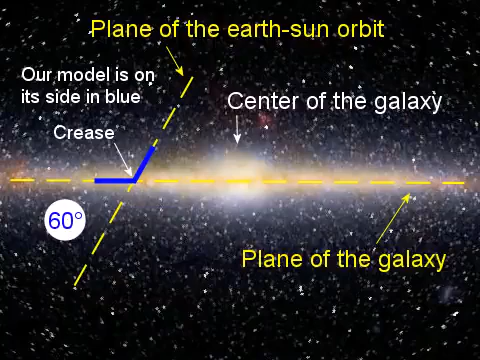 Plane of the earth-sun orbit
Our model is on
its side in blue
Center of the galaxy
Crease
60°
Plane of the galaxy